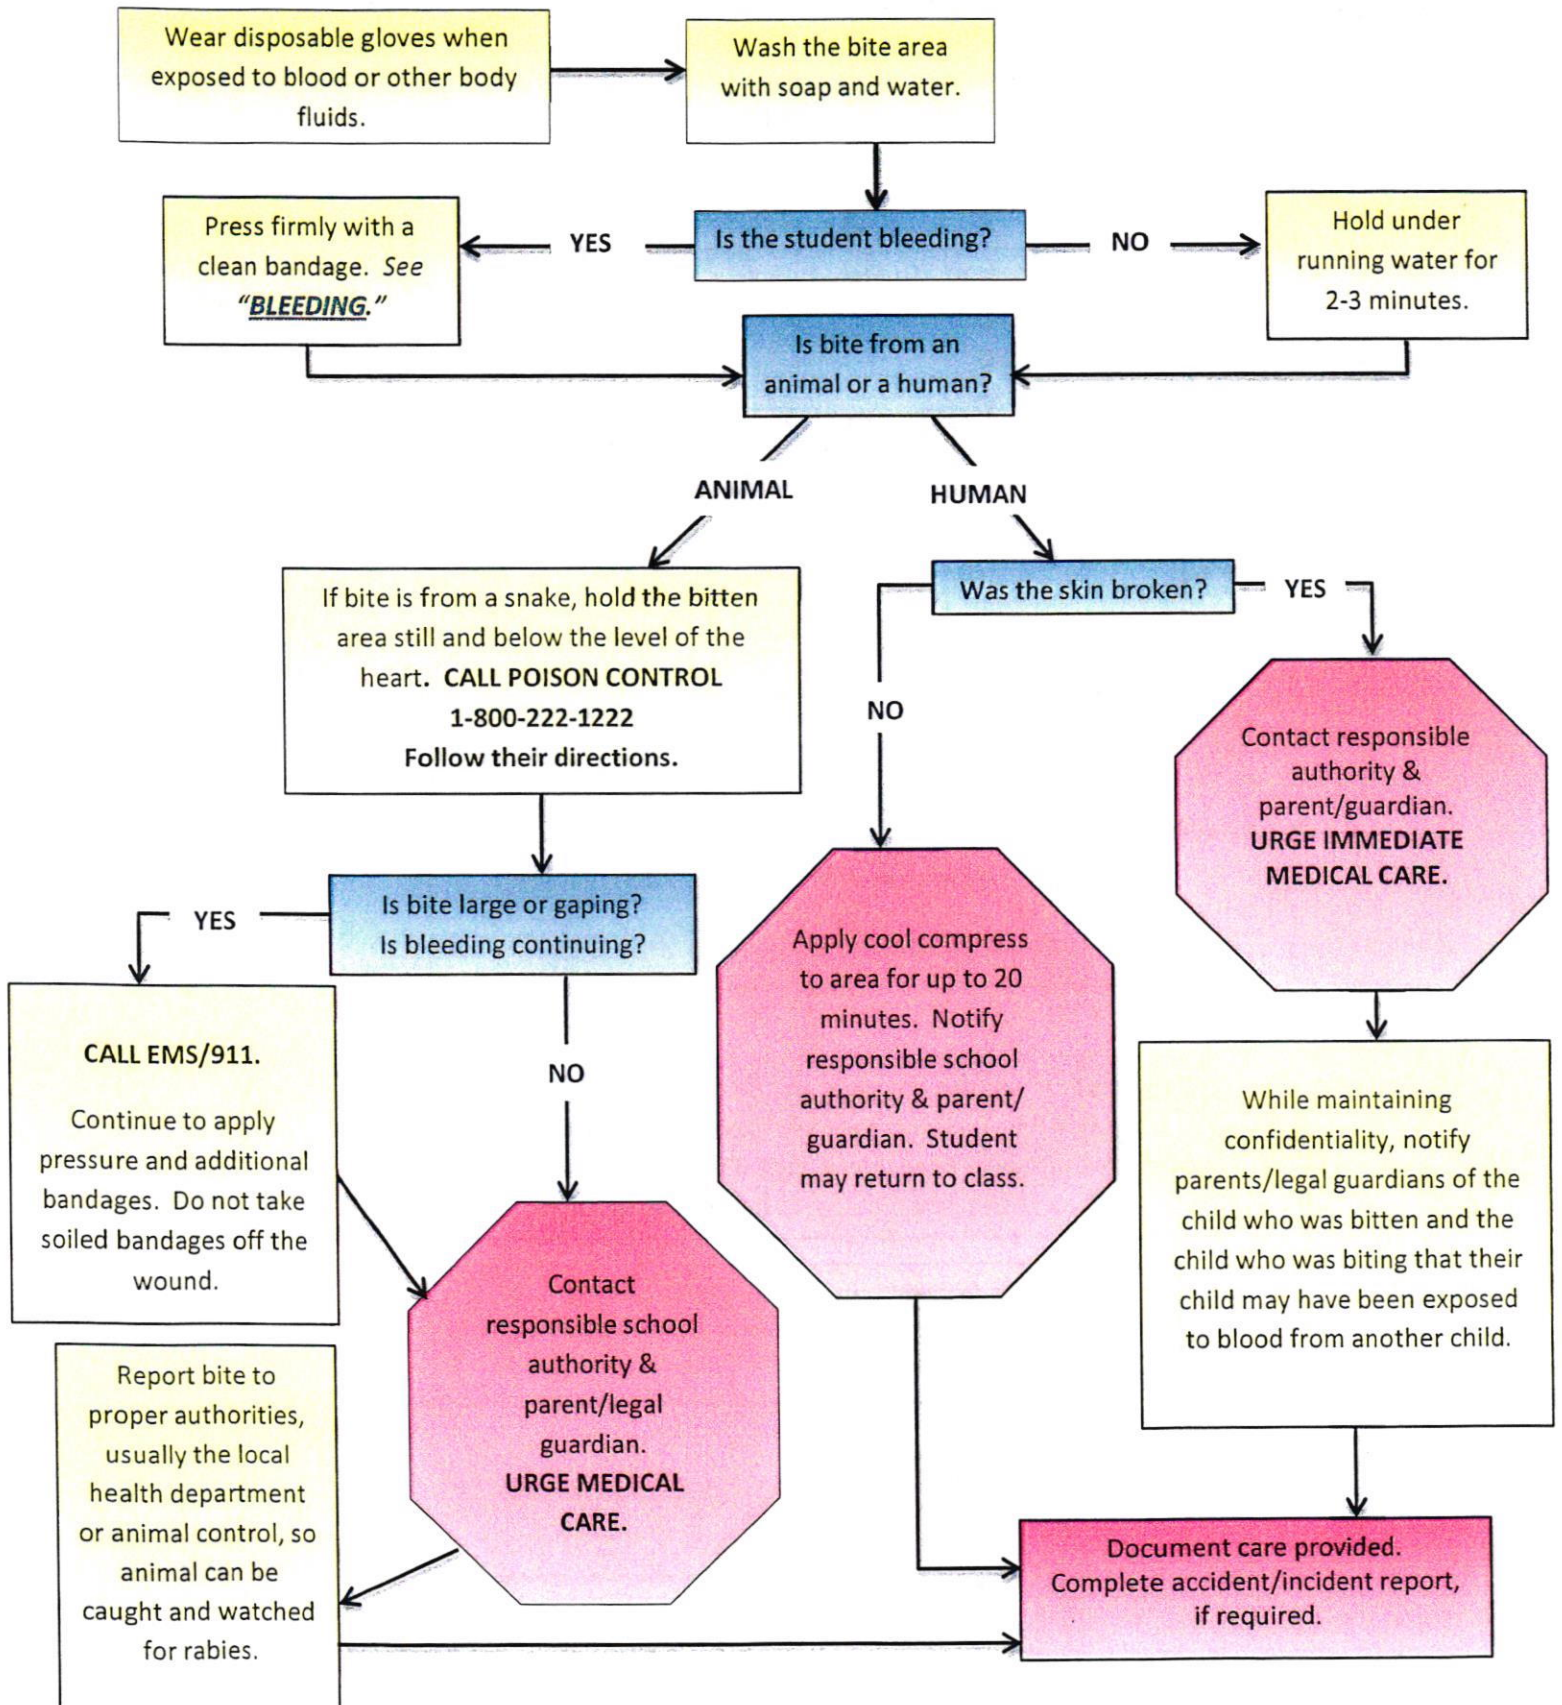 Wear disposable gloves when
exposed to blood or other body
fluids.
Wash the bite area
with soap and water.
Press firmly with a
clean bandage. See
“BLEEDING.”
YES
Is the student bleeding?
NO
Hold under
running water for
2-3 minutes.
Is bite from an
animal or a human?
ANIMAL
HUMAN
If bite is from a snake, hold the bitten
area still and below the level of the
heart. CALL POISON CONTROL
1-800-222-1222
Follow their directions.
Was the skin broken?
YES
NO
Contact responsible
authority &
parent/guardian.
URGE IMMEDIATE
MEDICAL CARE.
YES
Is bite large or gaping?
Is bleeding continuing?
NO
CALL EMS/911.
Continue to apply
pressure and additional
bandages. Do not take
soiled bandages off the
wound.
Apply cool compress
to area for up to 20
minutes. Notify
responsible school
authority & parent/
guardian. Student
may return to class.
While maintaining
confidentiality, notify
parents/legal guardians of the
child who was bitten and the
child who was biting that their
child may have been exposed
to blood from another child.
Contact
responsible school
authority &
parent/legal
guardian.
URGE MEDICAL
CARE.
Report bite to
proper authorities,
usually the local
health department
or animal control, so
animal can be
caught and watched
for rabies.
Document care provided.
Complete accident/incident report,
if required.